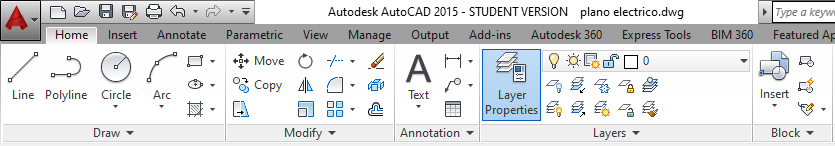 Autodesk AutoCAD 2015 - STUDENT VERSION plano electrico.dwg
Type a keyw
Home Insert Annotate Parametric View Manage Output Add-ins Autodesk 360 Express Tools BIM 360 Featured Ap
Line Polyline Circle Arc
Move
Copy
Text
Layer
Properties
0
Insert
Draw Modify Annotation Layers Block